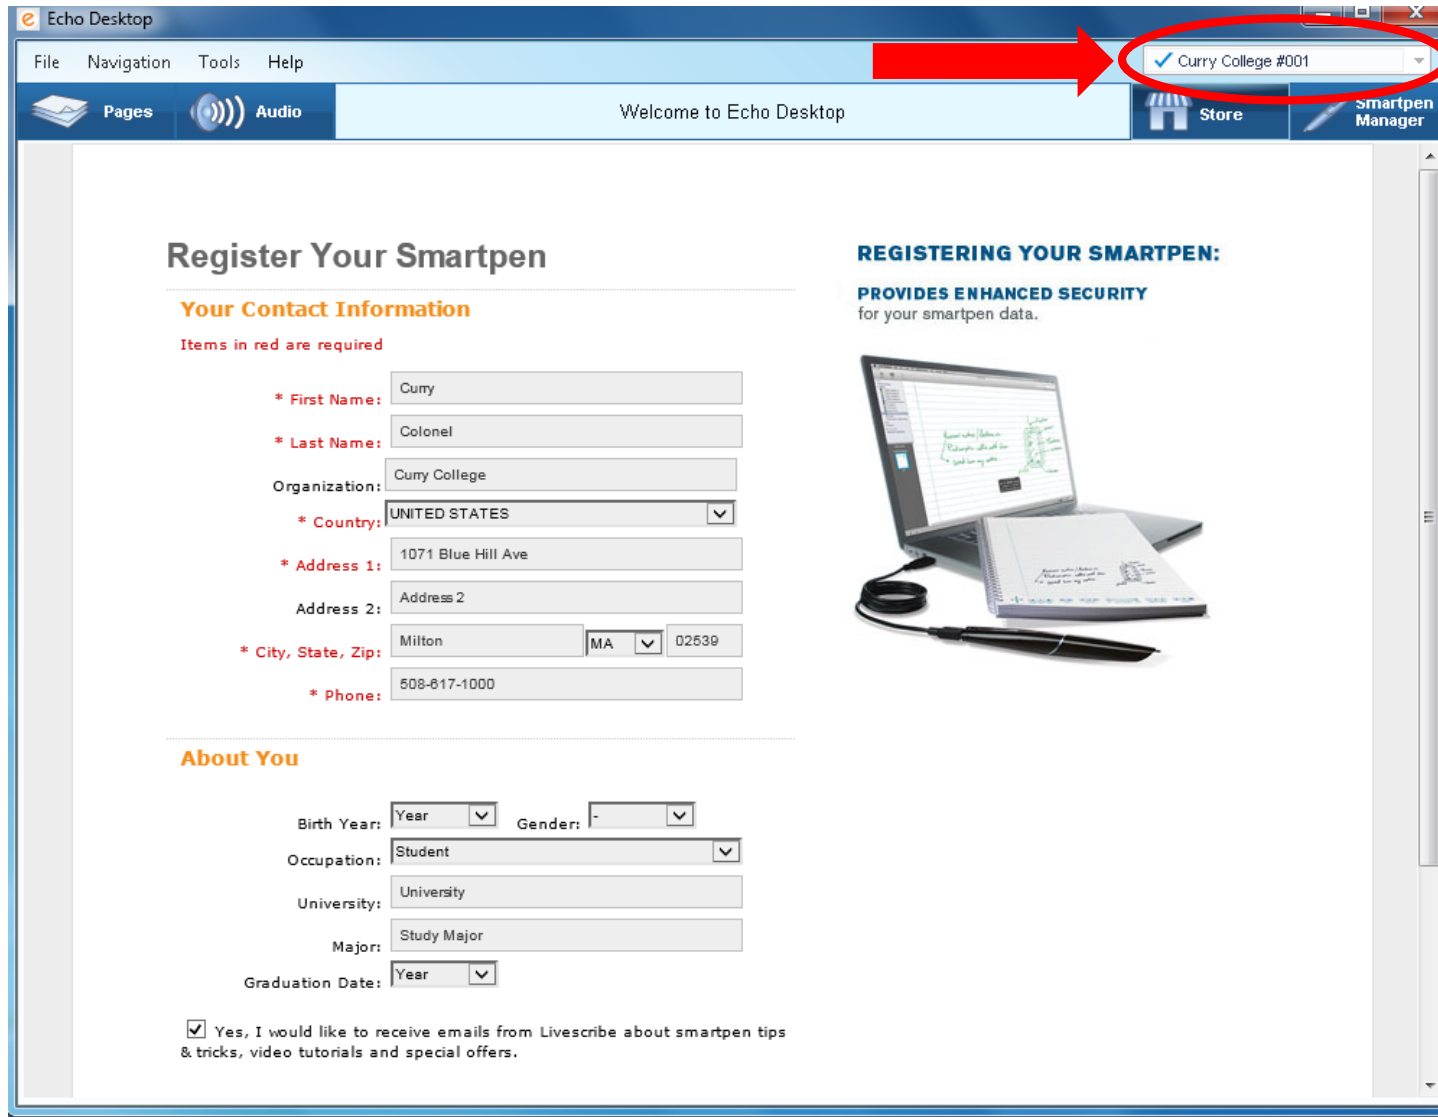 Echo Desktop
File Navigation Tools Help
Curry College #001
Pages Audio Welcome to Echo Desktop Store Smartpen Manager
Register Your Smartpen
Your Contact Information
Items in red are required
* First Name: Curry
* Last Name: Colonel
Organization: Curry College
* Country: UNITED STATES
* Address 1: 1071 Blue Hill Ave
Address 2: Address 2
* City, State, Zip: Milton MA 02539
* Phone: 508-617-1000
About You
Birth Year: Year Gender: -
Occupation: Student
University: University
Major: Study Major
Graduation Date: Year
Yes, I would like to receive emails from Livescribe about smartpen tips
& tricks, video tutorials and special offers.
REGISTERING YOUR SMARTPEN:
PROVIDES ENHANCED SECURITY
for your smartpen data.